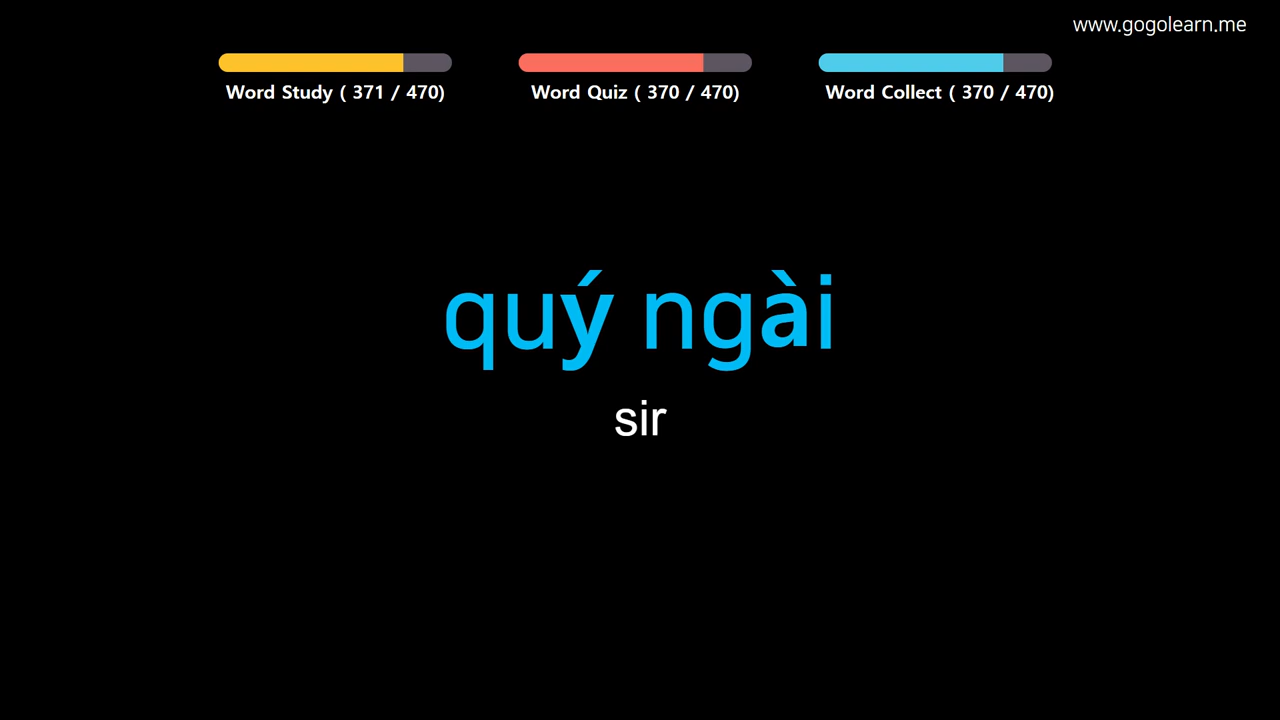 www.gogolearn.me
Word Study ( 371 / 470)
Word Quiz ( 370 / 470)
Word Collect ( 370 / 470)
quý ngài
sir